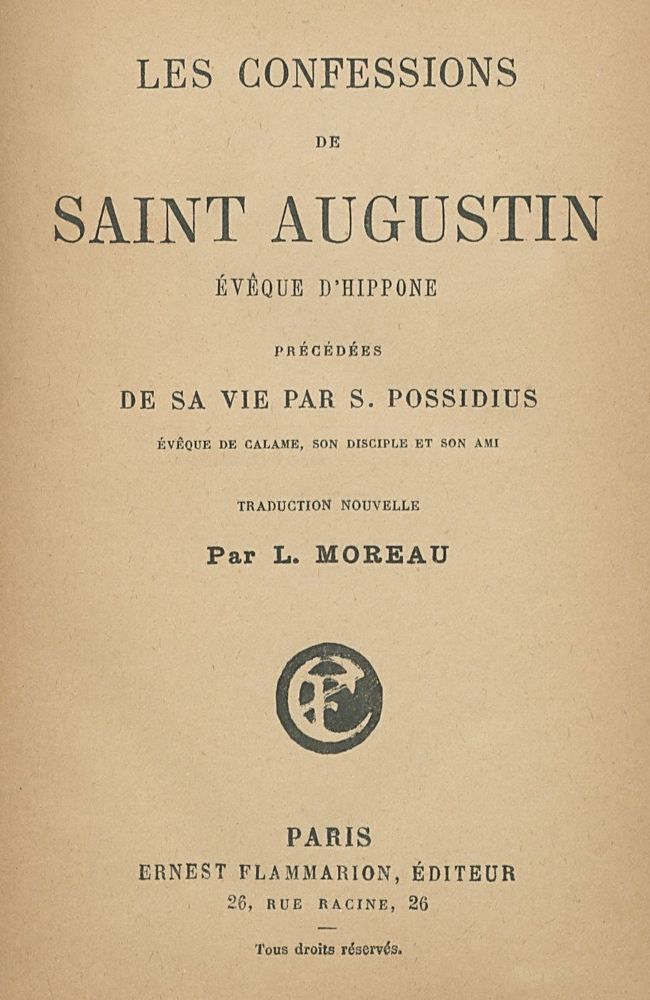 LES CONFESSIONS
DE
SAINT AUGUSTIN
ÉVÊQUE D'HIPPONE
PRÉCÉDÉES
DE SA VIE PAR S. POSSIDIUS
ÉVÊQUE DE CALAME, SON DISCIPLE ET SON AMI
TRADUCTION NOUVELLE
Par L. MOREAU
PARIS
ERNEST FLAMMARION, ÉDITEUR
26, RUE RACINE, 26
Tous droits réservés.